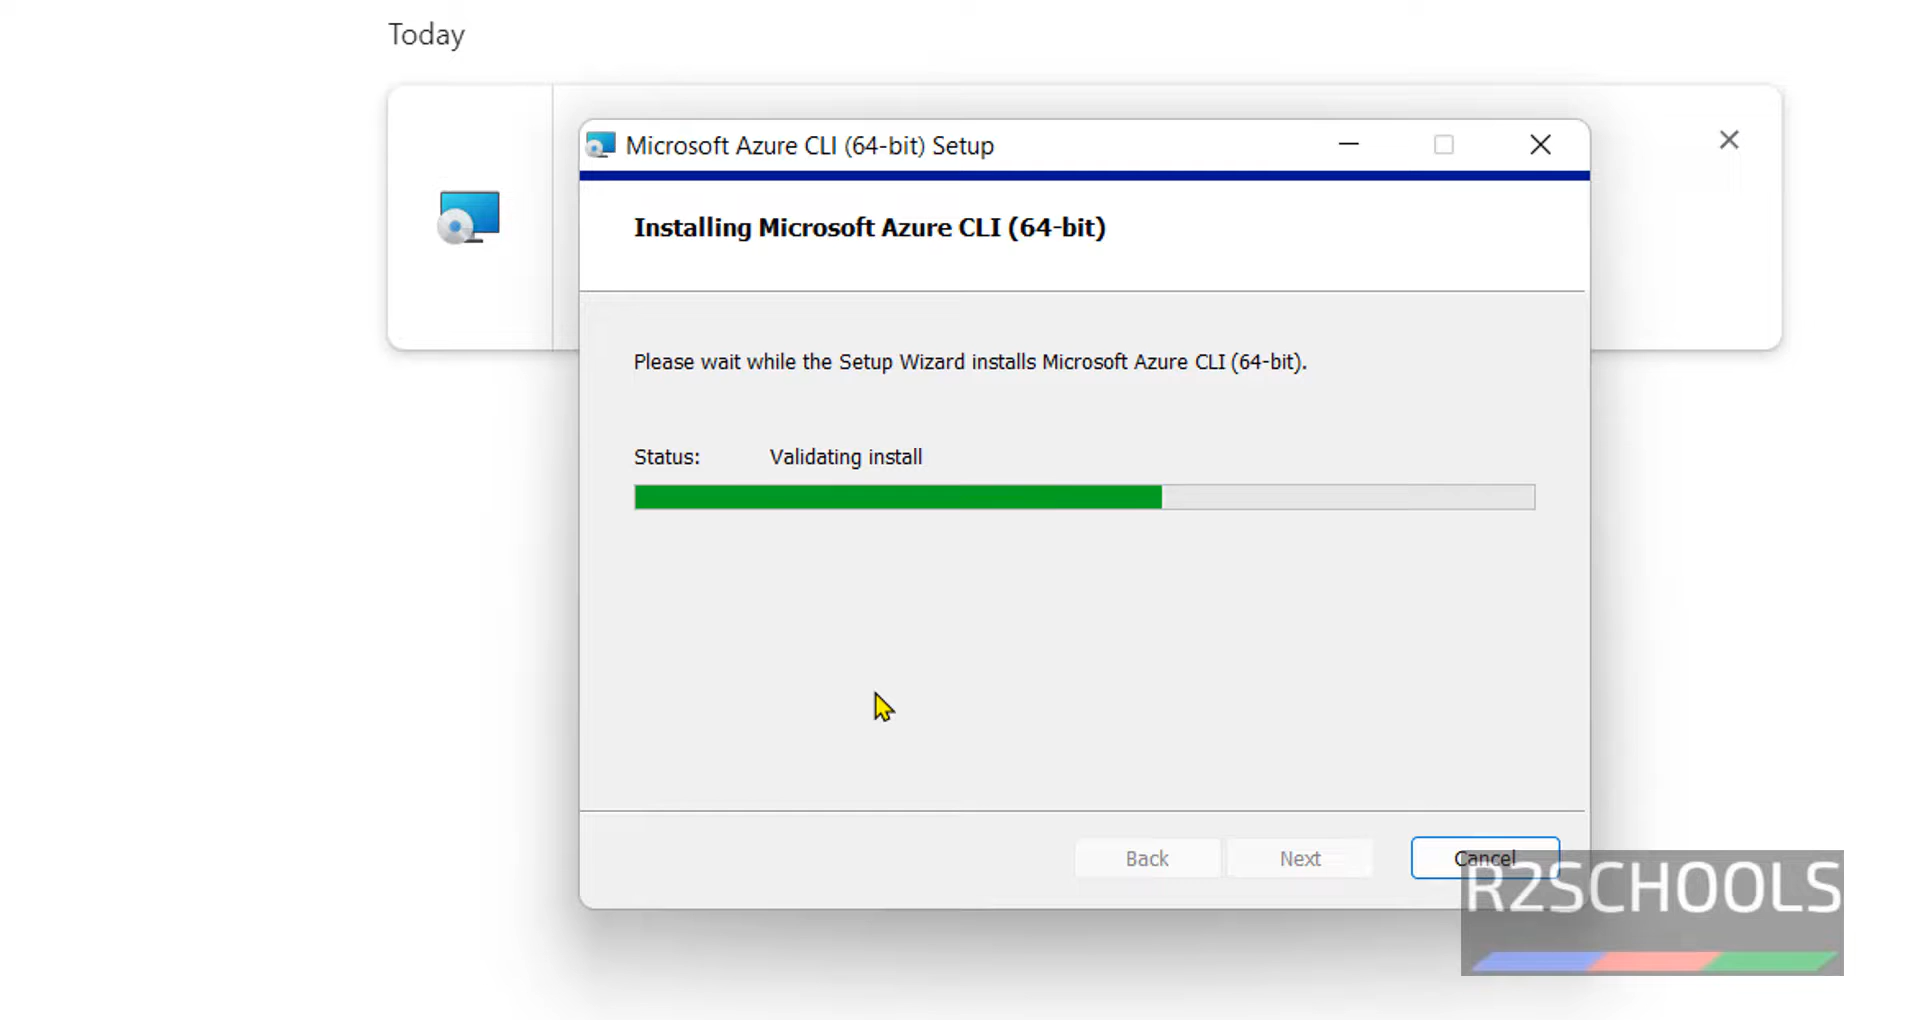 Today
Microsoft Azure CLI (64-bit) Setup
Installing Microsoft Azure CLI (64-bit)
Please wait while the Setup Wizard installs Microsoft Azure CLI (64-bit).
Status: Validating install
Back Next Cancel
R2SCHOOLS